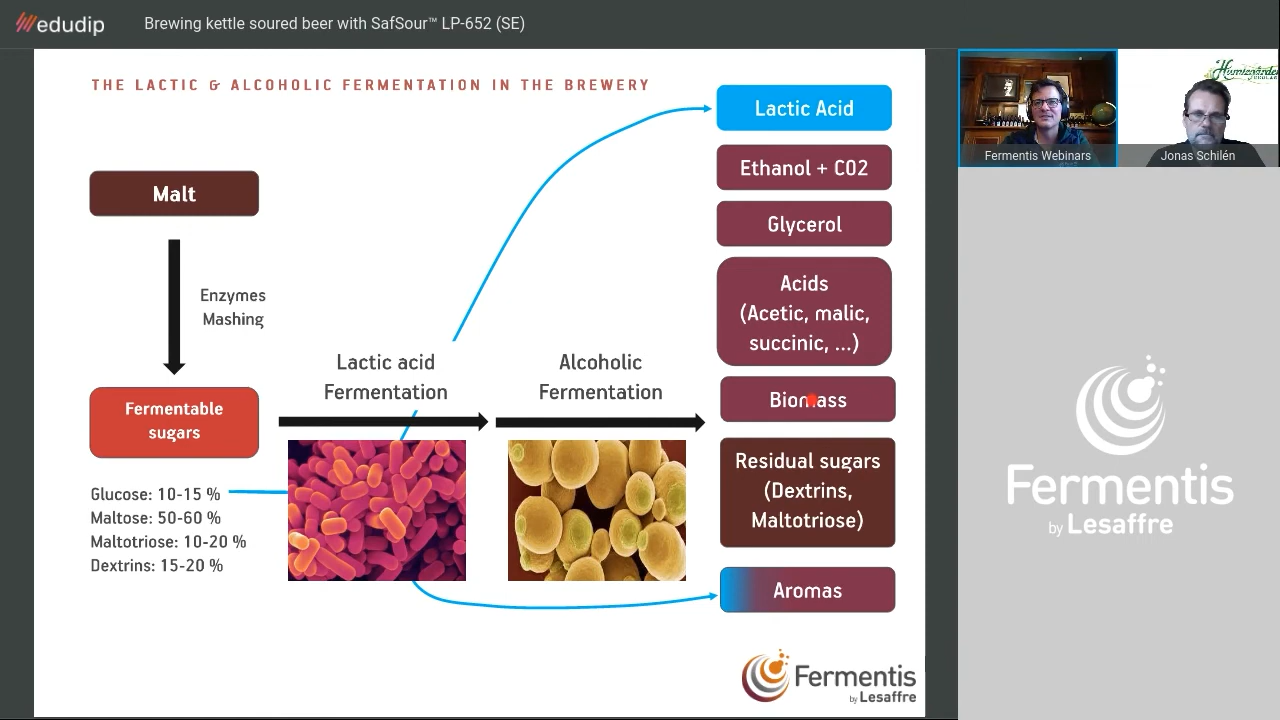 edudip
Brewing kettle soured beer with SafSour™ LP-652 (SE)
THE LACTIC & ALCOHOLIC FERMENTATION IN THE BREWERY
Malt
Enzymes
Mashing
Fermentable
sugars
Glucose: 10-15 %
Maltose: 50-60 %
Maltotriose: 10-20 %
Dextrins: 15-20 %
Lactic acid
Fermentation
Alcoholic
Fermentation
Lactic Acid
Ethanol + CO2
Glycerol
Acids
(Acetic, malic,
succinic, ...)
Biomass
Residual sugars
(Dextrins,
Maltotriose)
Aromas
Fermentis
by Lesaffre
Fermentis Webinars
Jonas Schilén
Fermentis
by Lesaffre